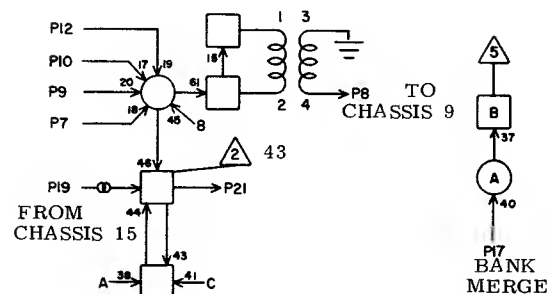 P12
1 3
P10
17 19
16
P9
20
61
2 4
P8
TO
CHASSIS 9
18
P7
45
8
46
2 43
P19
P21
FROM
CHASSIS 15
44
43
A 38
41 C
5
B
37
A
40
P17
BANK
MERGE